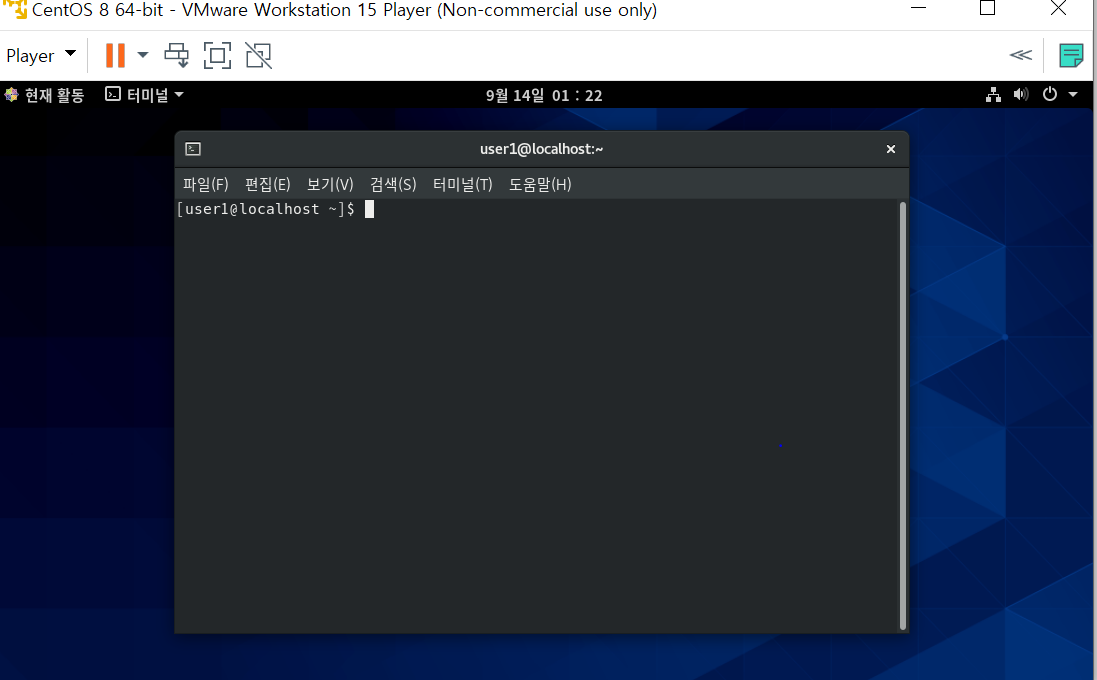 CentOS 8 64-bit - VMware Workstation 15 Player (Non-commercial use only)
Player
현재 활동 터미널 9월 14일 01 : 22
user1@localhost:~
파일(F) 편집(E) 보기(V) 검색(S) 터미널(T) 도움말(H)
[user1@localhost ~]$